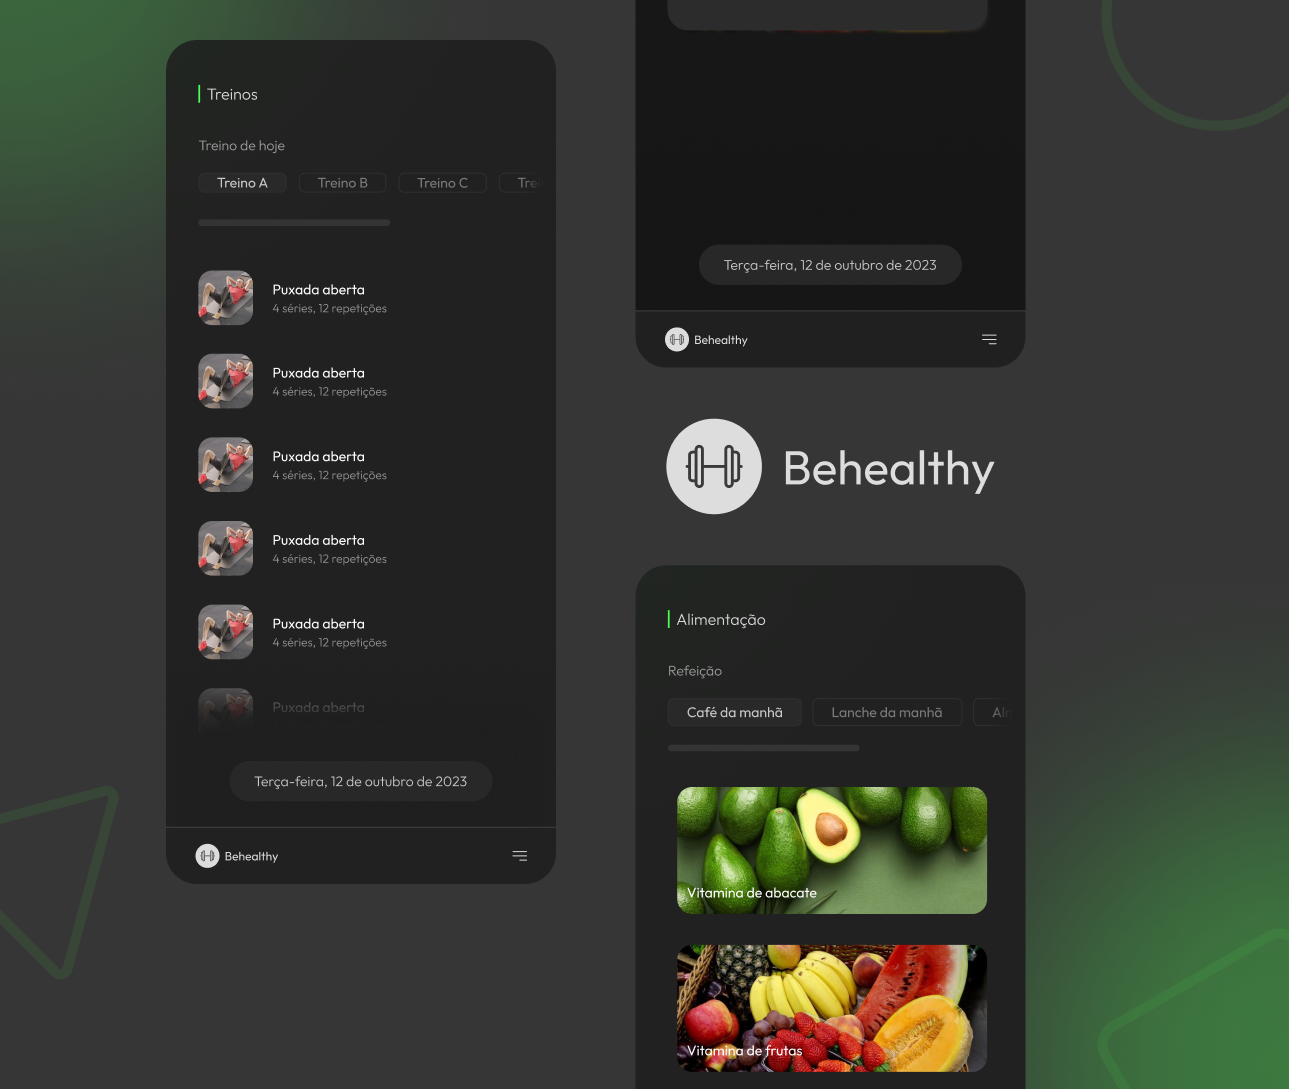 Treinos
Treino de hoje
Treino A
Treino B
Treino C
Puxada aberta
4 séries, 12 repetições
Puxada aberta
4 séries, 12 repetições
Puxada aberta
4 séries, 12 repetições
Puxada aberta
4 séries, 12 repetições
Puxada aberta
4 séries, 12 repetições
Puxada aberta
Terça-feira, 12 de outubro de 2023
Behealthy
Terça-feira, 12 de outubro de 2023
Behealthy
Behealthy
Alimentação
Refeição
Café da manhã
Lanche da manhã
Vitamina de abacate
Vitamina de frutas